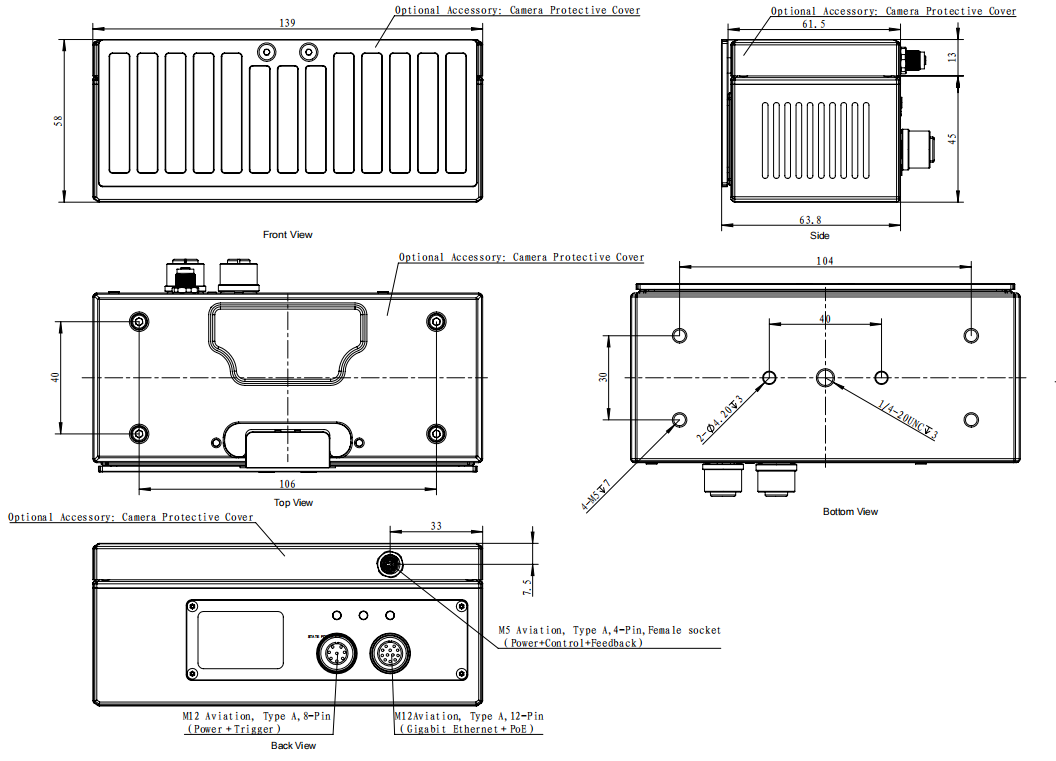 Optional Accessory: Camera Protective Cover
139
58
Front View
Optional Accessory: Camera Protective Cover
61.5
13
45
63.8
Side
Optional Accessory: Camera Protective Cover
40
106
Top View
104
40
30
2-Φ4.20↧3
1/4-20UNC↧3
4-M5↧7
Bottom View
Optional Accessory: Camera Protective Cover
33
7.5
M5 Aviation, Type A,4-Pin,Female socket
(Power+Control+Feedback)
M12 Aviation, Type A,8-Pin
(Power+Trigger)
M12Aviation, Type A,12-Pin
(Gigabit Ethernet+PoE)
Back View